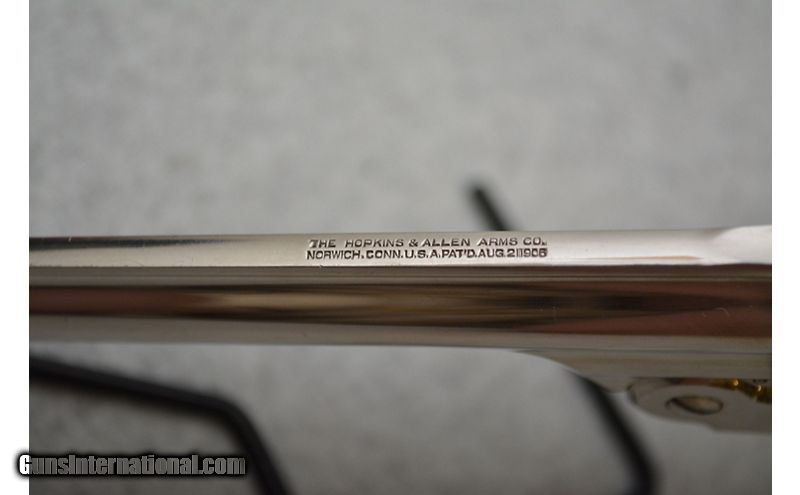 THE HOPKINS & ALLEN ARMS CO.
NORWICH. CONN. U.S.A. PAT'D. AUG. 21 1906
GunsInternational.com